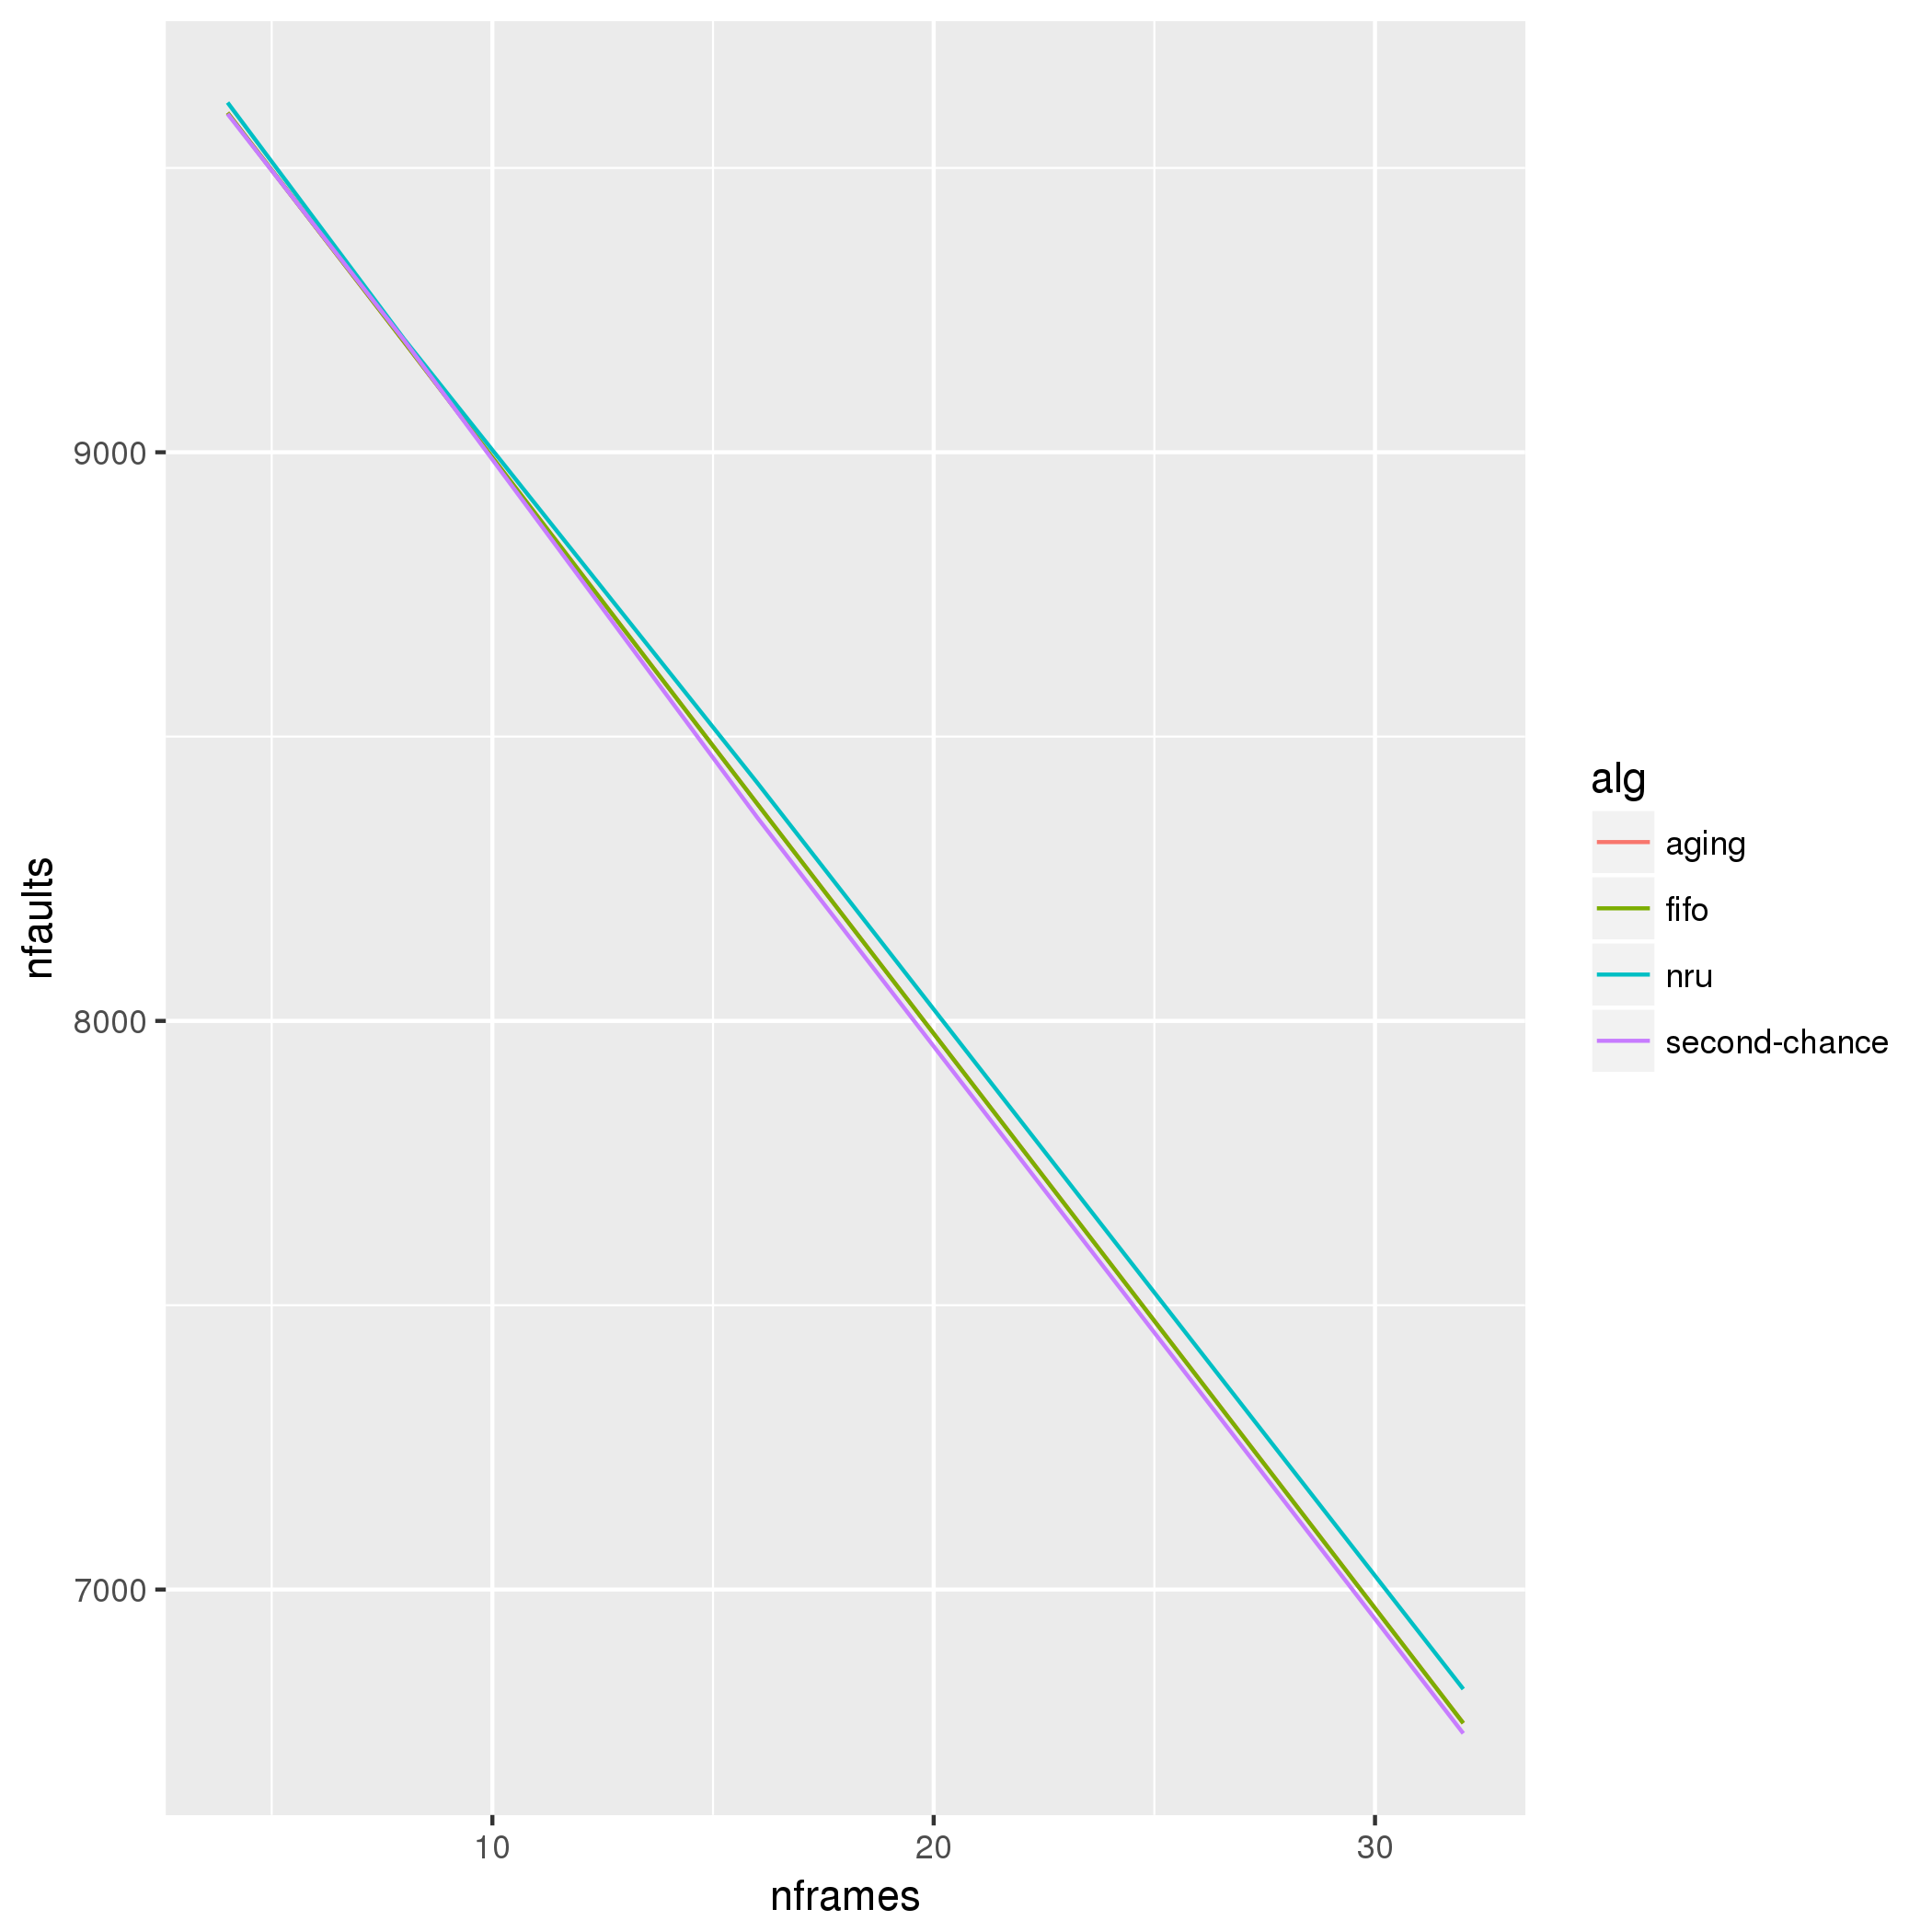 nfaults
9000
8000
7000
10 20 30
nframes
alg
aging
fifo
nru
second-chance